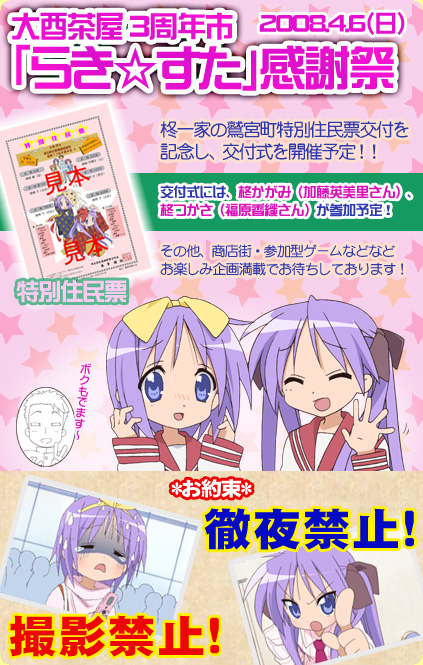 大酉茶屋 3周年市 2008.4.6(日)
「らき☆すた」感謝祭
特別住民票
見本
見本
特別住民票
柊一家の鷲宮町特別住民票交付を
記念し、交付式を開催予定！！
交付式には、柊かがみ（加藤英美里さん）、
柊つかさ（福原香織さん）が参加予定！
その他、商店街・参加型ゲームなどなど
お楽しみ企画満載でお待ちしております！
ボクもでます〜
*お約束*
徹夜禁止！
撮影禁止！